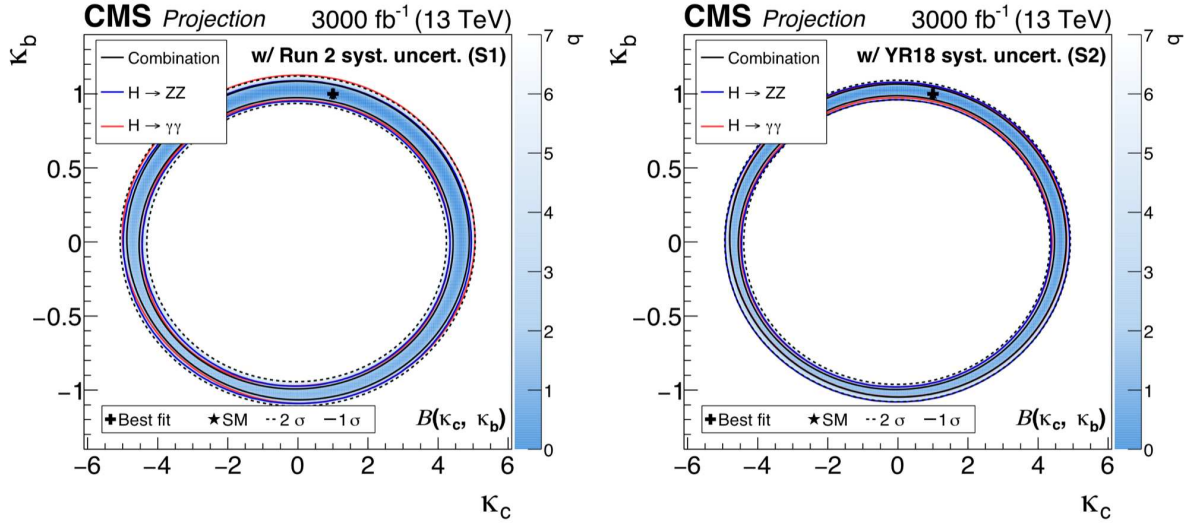 CMS Projection 3000 fb⁻¹ (13 TeV)
κb
Combination
H → ZZ
H → γγ
w/ Run 2 syst. uncert. (S1)
1
0.5
0
−0.5
−1
Best fit ★SM --2 σ —1 σ
B(κc, κb)
−6 −4 −2 0 2 4 6
κc
q
7
6
5
4
3
2
1
0
CMS Projection 3000 fb⁻¹ (13 TeV)
κb
Combination
H → ZZ
H → γγ
w/ YR18 syst. uncert. (S2)
1
0.5
0
−0.5
−1
Best fit ★SM --2 σ —1 σ
B(κc, κb)
−6 −4 −2 0 2 4 6
κc
q
7
6
5
4
3
2
1
0